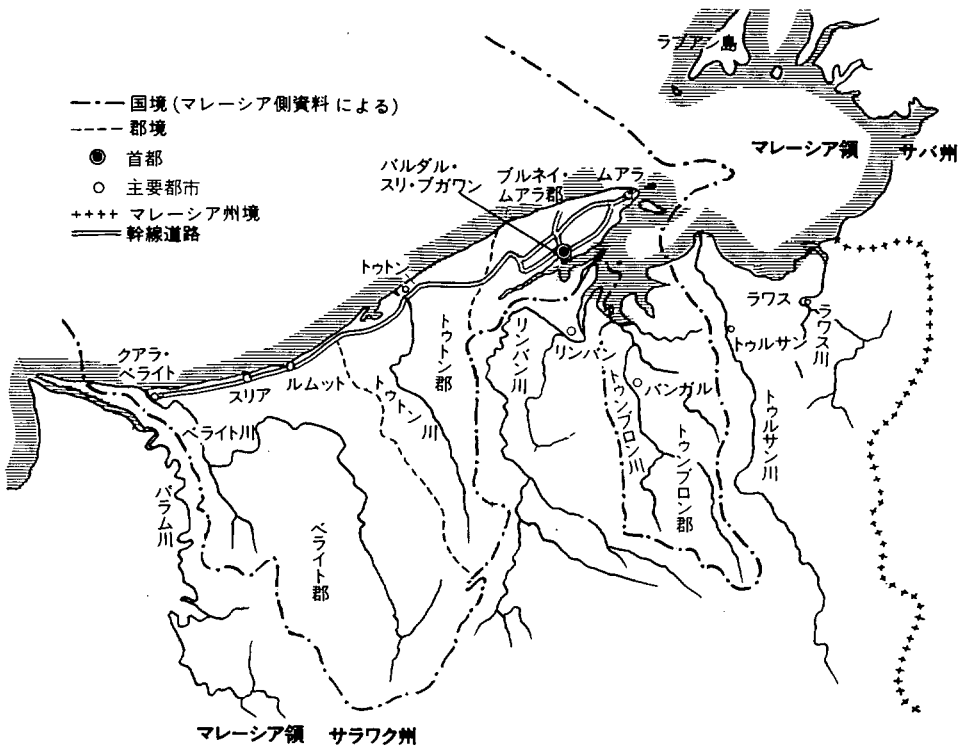 ラブアン島
国境(マレーシア側資料による)
郡境
首都
主要都市
マレーシア州境
幹線道路
マレーシア領 サバ州
バルダル・
スリ・ブガワン
ブルネイ・
ムアラ郡
ムアラ
トゥトン
クアラ・
ベライト
スリア
ルムット
ベライト川
バラム川
ベライト郡
トゥトン川
トゥトン郡
リンバン川
リンバン
バンガル
トゥンブロン川
トゥンブロン郡
トゥルサン
トゥルサン川
ラワス
ラワス川
マレーシア領 サラワク州